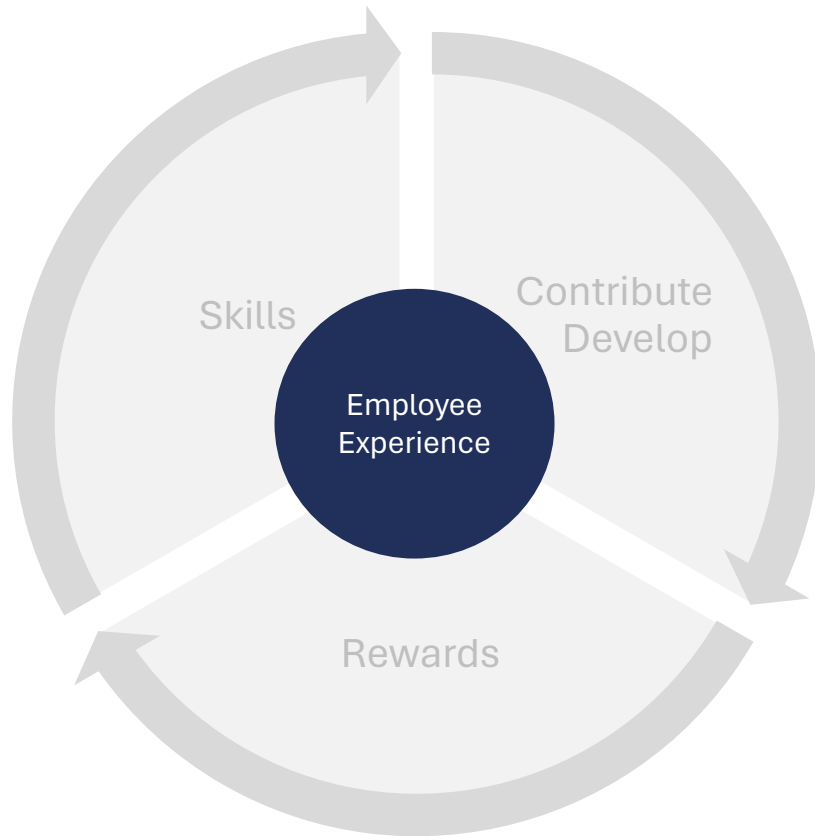 Skills
Contribute
Develop
Employee
Experience
Rewards